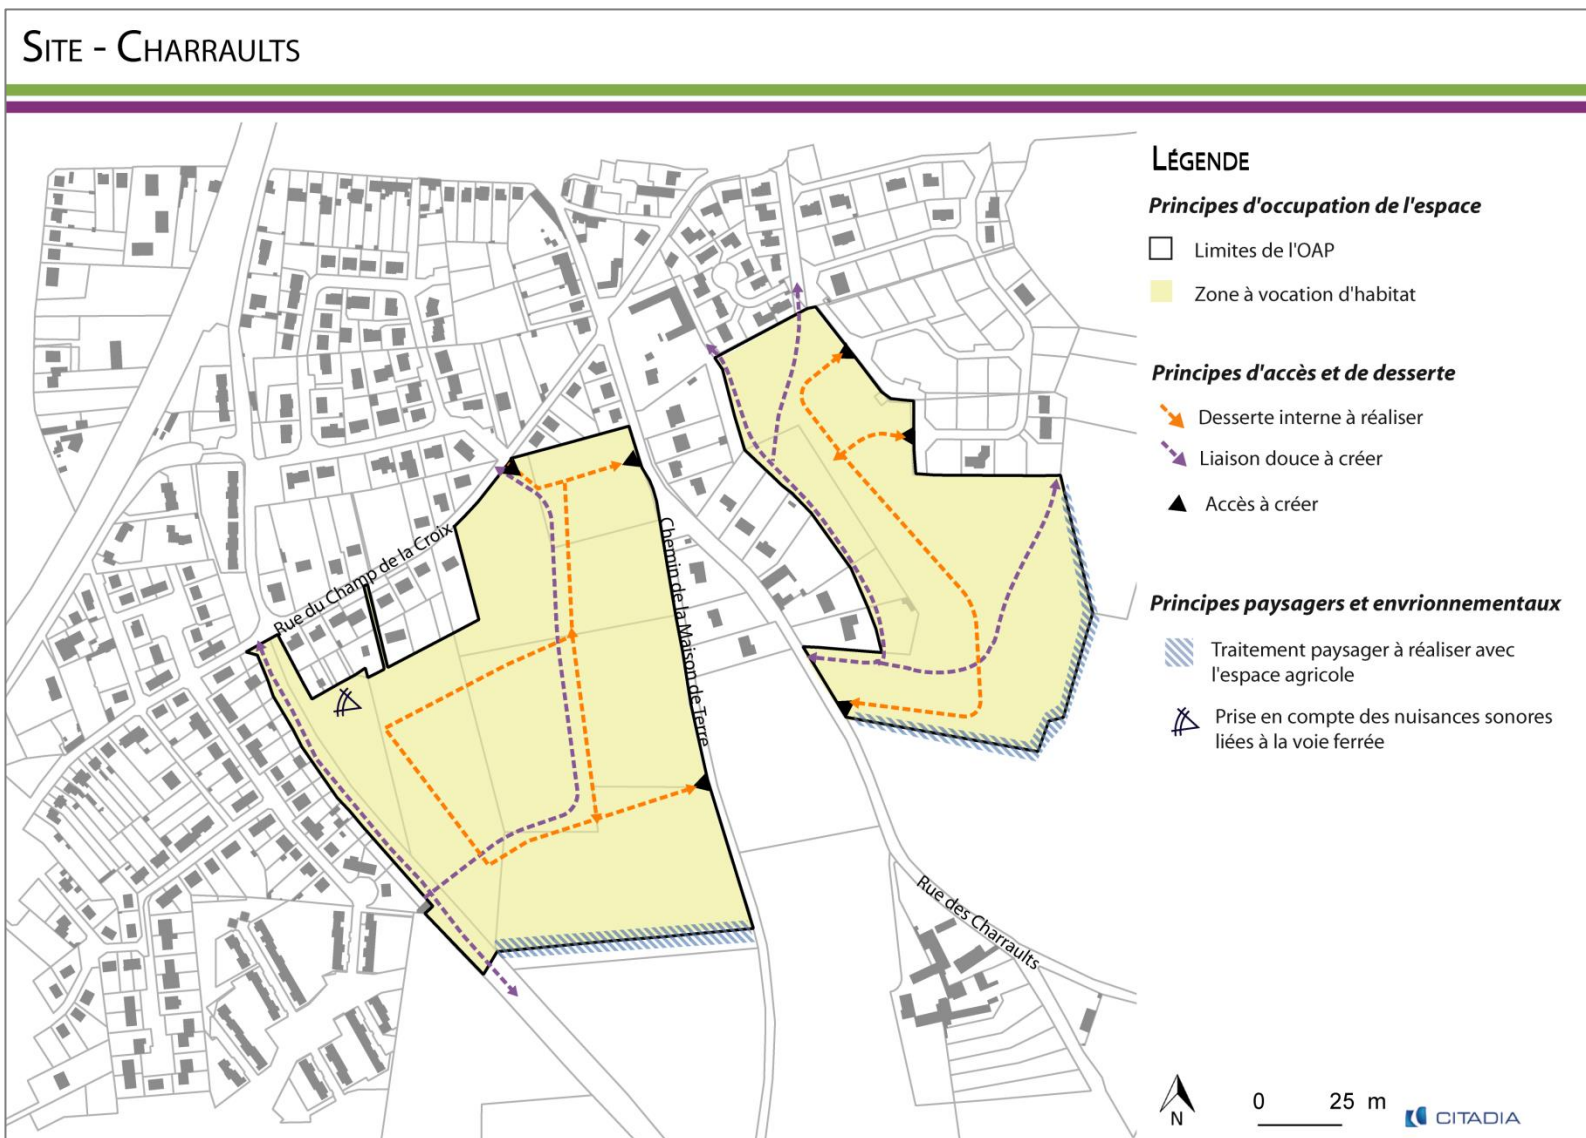 SITE - CHARRAULTS
LÉGENDE
Principes d'occupation de l'espace
Limites de l'OAP
Zone à vocation d'habitat
Principes d'accès et de desserte
Desserte interne à réaliser
Liaison douce à créer
Accès à créer
Principes paysagers et envrionnementaux
Traitement paysager à réaliser avec
l'espace agricole
Prise en compte des nuisances sonores
liées à la voie ferrée
Rue du Champ de la Croix
Chemin de la Maison de Terre
Rue des Charraults
N
0 25 m
CITADIA